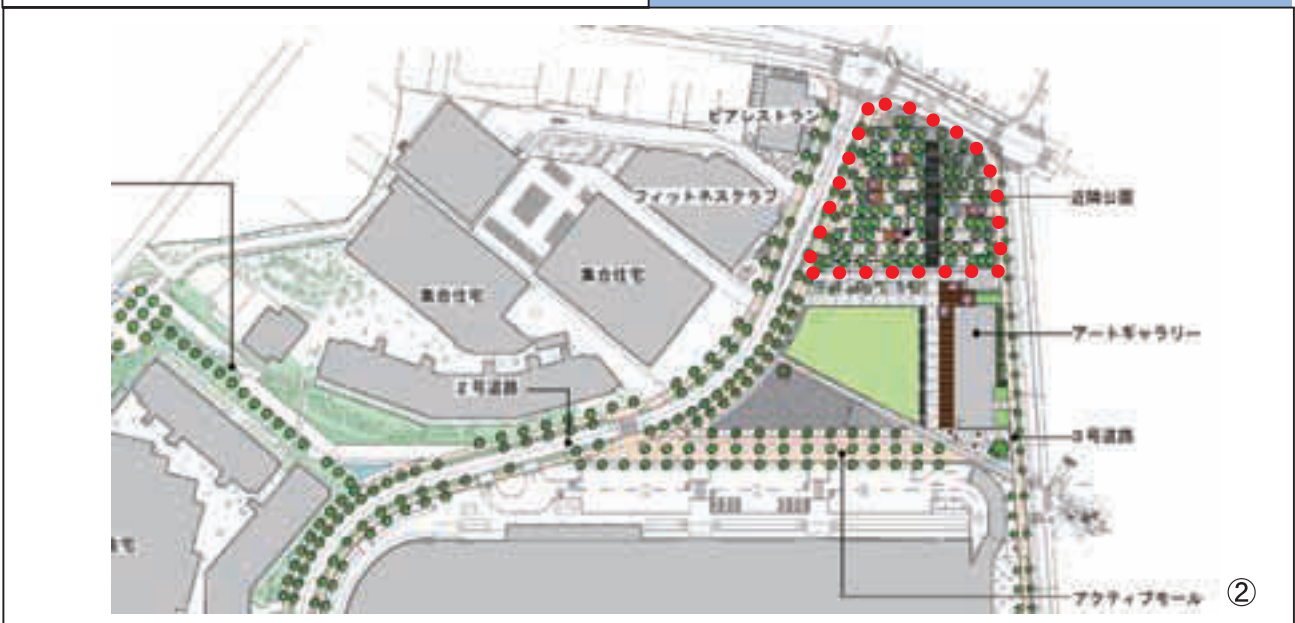 ビアレストラン
フィットネスクラブ
近隣公園
集合住宅
集合住宅
アートギャラリー
2号道路
3号道路
アクティブモール
②